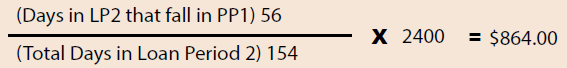 (Days in LP2 that fall in PP1) 56
(Total Days in Loan Period 2) 154
X 2400 = $864.00